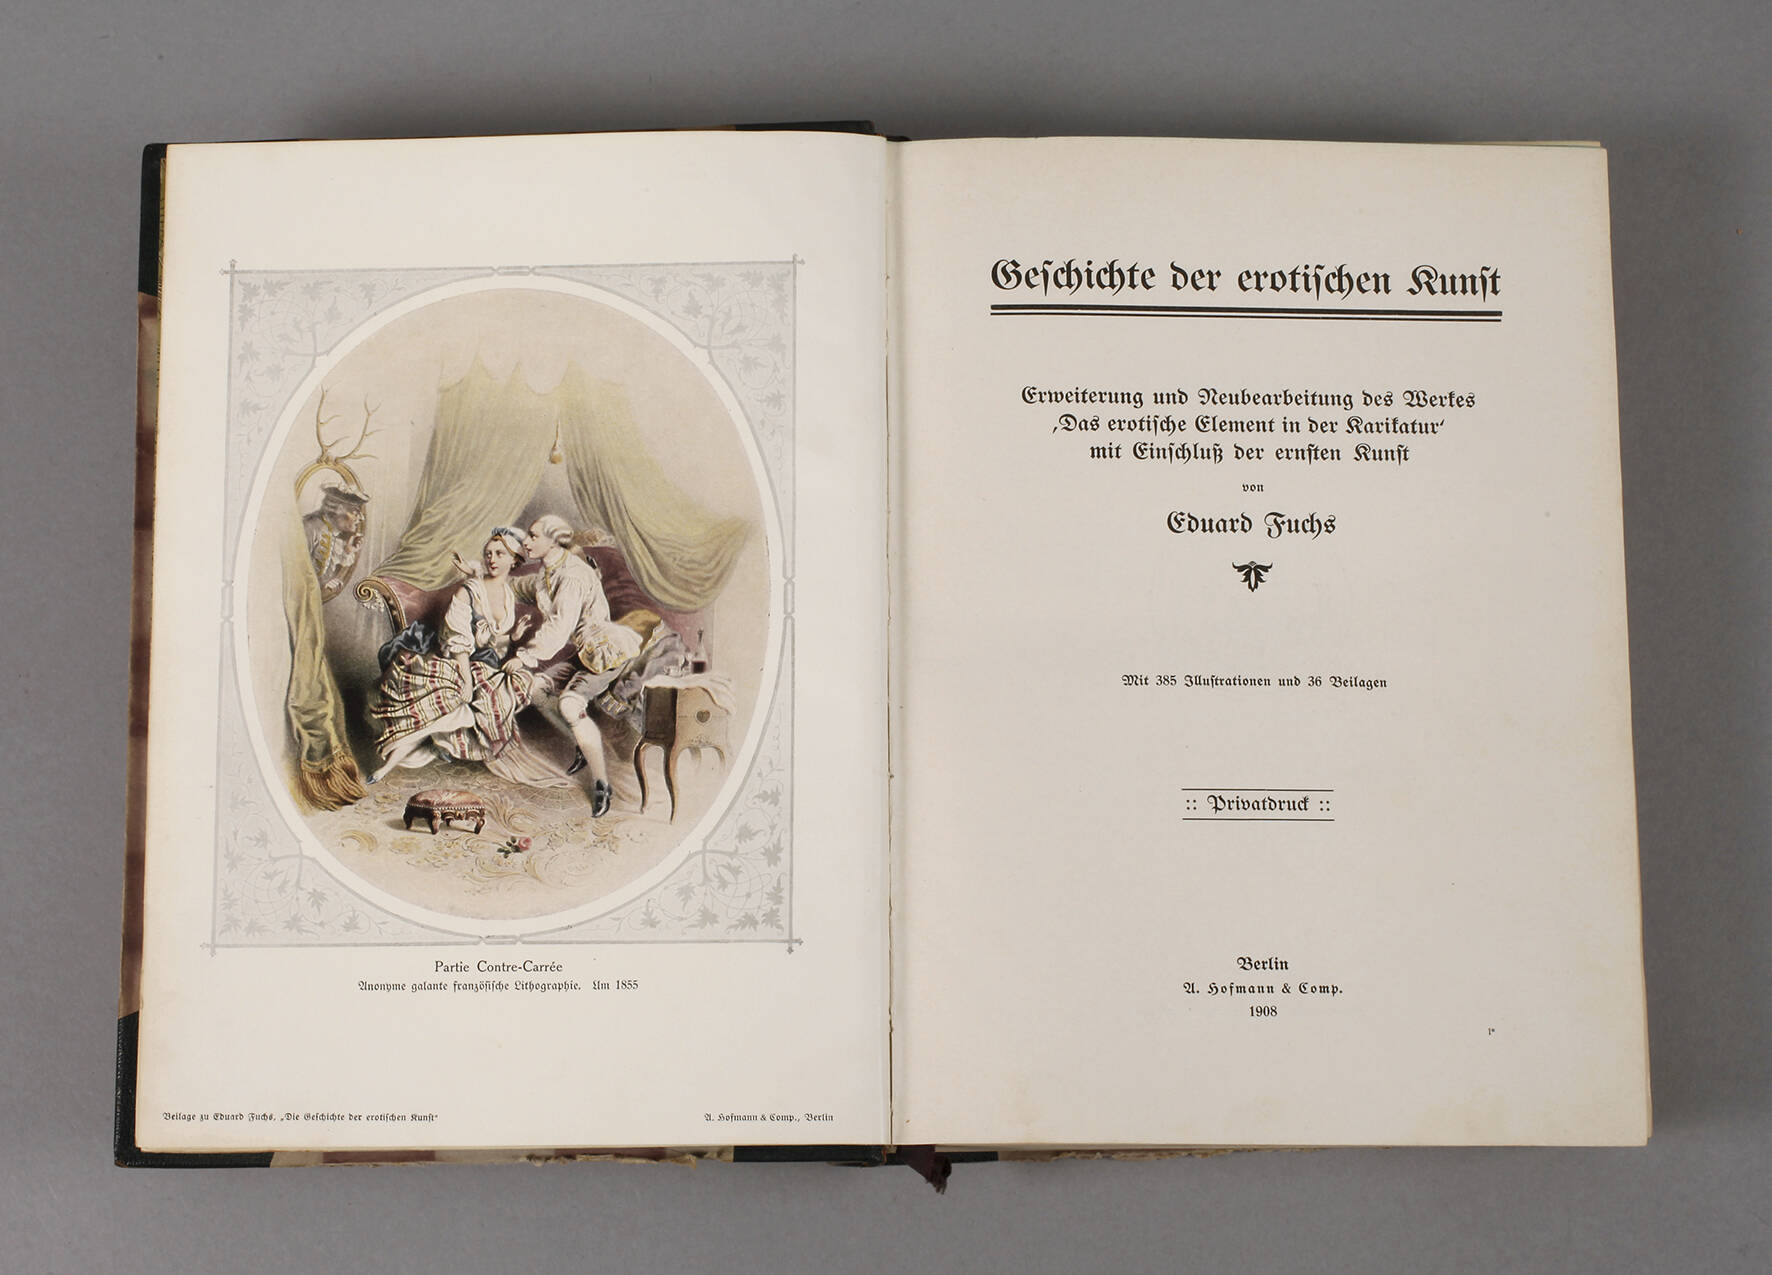 Partie Contre-Carrée
Anonyme galante französische Lithographie. Um 1855
Beilage zu Eduard Fuchs, „Die Geschichte der erotischen Kunst“
A. Hofmann & Comp., Berlin
Geschichte der erotischen Kunst
Erweiterung und Neubearbeitung des Werkes
‚Das erotische Element in der Karikatur‘
mit Einschluß der ernsten Kunst
von
Eduard Fuchs
Mit 385 Illustrationen und 36 Beilagen
:: Privatdruck ::
Berlin
A. Hofmann & Comp.
1908
1*